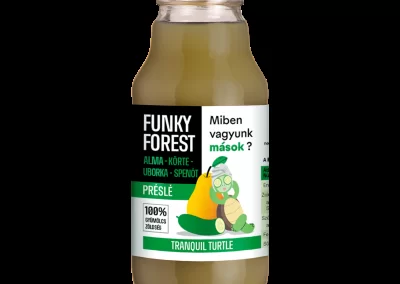 FUNKY
FOREST
ALMA - KÖRTE -
UBORKA - SPENÓT
PRÉSLÉ
100%
GYÜMÖLCS
ZÖLDSÉG
Miben
vagyunk
mások?
TRANQUIL TURTLE